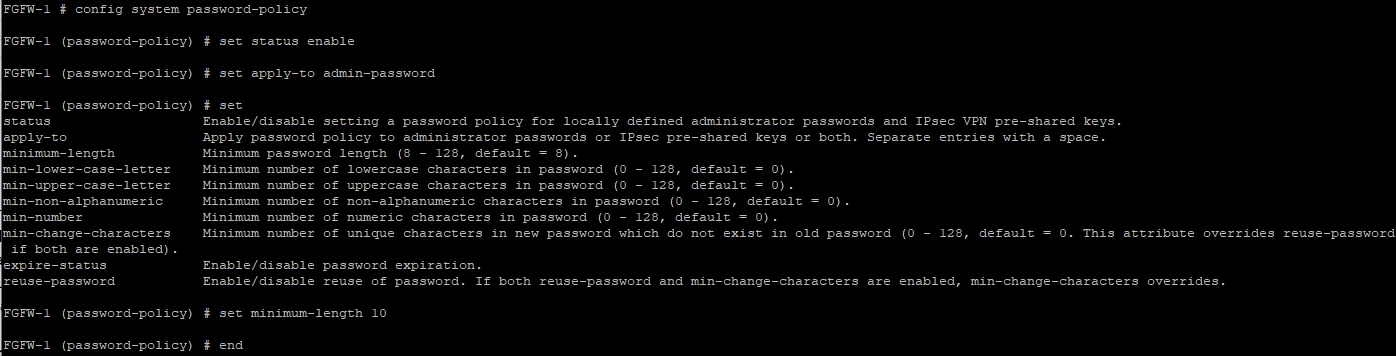 FGFW-1 # config system password-policy
FGFW-1 (password-policy) # set status enable
FGFW-1 (password-policy) # set apply-to admin-password
FGFW-1 (password-policy) # set
status Enable/disable setting a password policy for locally defined administrator passwords and IPsec VPN pre-shared keys.
apply-to Apply password policy to administrator passwords or IPsec pre-shared keys or both. Separate entries with a space.
minimum-length Minimum password length (8 - 128, default = 8).
min-lower-case-letter Minimum number of lowercase characters in password (0 - 128, default = 0).
min-upper-case-letter Minimum number of uppercase characters in password (0 - 128, default = 0).
min-non-alphanumeric Minimum number of non-alphanumeric characters in password (0 - 128, default = 0).
min-number Minimum number of numeric characters in password (0 - 128, default = 0).
min-change-characters Minimum number of unique characters in new password which do not exist in old password (0 - 128, default = 0. This attribute overrides reuse-password
if both are enabled).
expire-status Enable/disable password expiration.
reuse-password Enable/disable reuse of password. If both reuse-password and min-change-characters are enabled, min-change-characters overrides.
FGFW-1 (password-policy) # set minimum-length 10
FGFW-1 (password-policy) # end